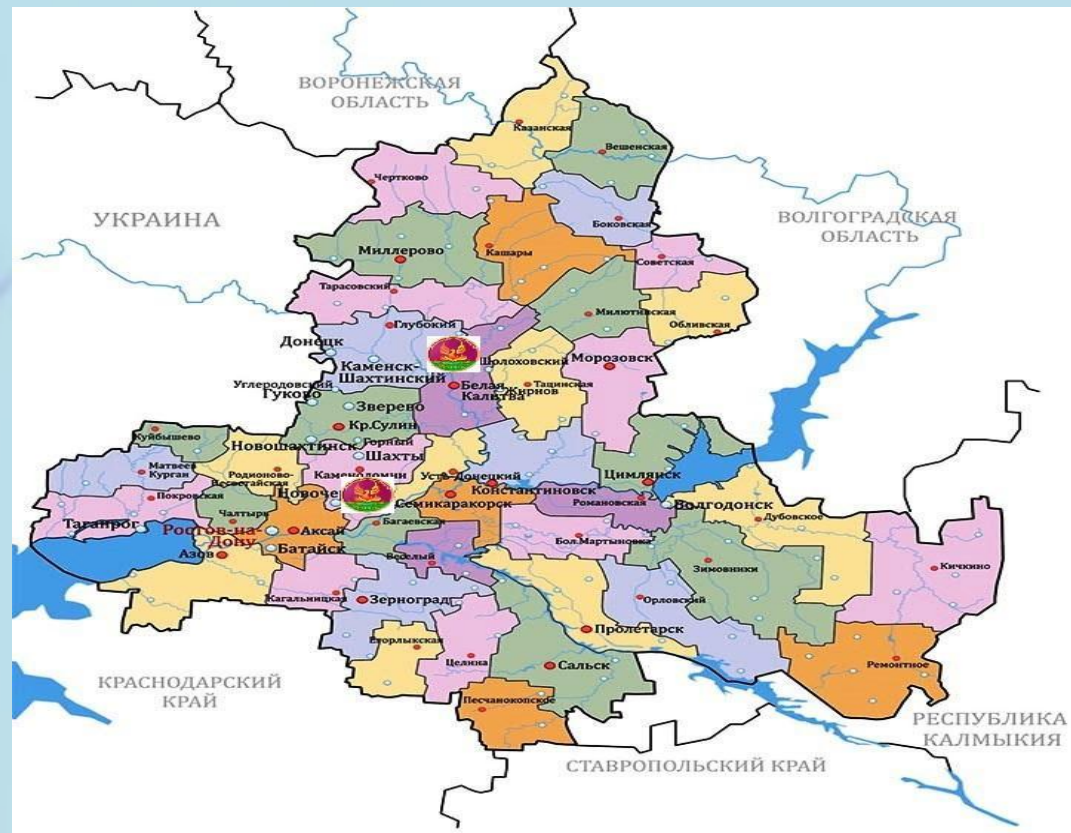 ВОРОНЕЖСКАЯ
ОБЛАСТЬ
Казанская
Вешенская
Чертково
УКРАИНА
ВОЛГОГРАДСКАЯ
ОБЛАСТЬ
Боковская
Миллерово
Кашары
Советская
Тарасовский
Милютинская
Обливская
Глубокий
Донецк
Шолоховский
Морозовск
Каменск-
Шахтинский
Углеродовский
Гуково
Белая
Калитва
Тацинская
Жирнов
Зверево
Кр.Сулин
Куйбышево
Новошахтинск
Горный
Шахты
Матвеев
Курган
Родионово-
Несветайская
Каменоломни
Усть-Донецкий
Цимлянск
Покровская
Новочер
Константиновск
Семикаракорск
Романовская
Волгодонск
Чалтырь
Таганрог
Ростов-на-
Дону
Аксай
Багаевская
Дубовское
Азов
Батайск
Веселый
Бол.Мартыновка
Зимовники
Кичкино
Кагальницкая
Зерноград
Орловский
Егорлыкская
Пролетарск
Целина
Сальск
Ремонтное
КРАСНОДАРСКИЙ
КРАЙ
Песчанокопское
РЕСПУБЛИКА
КАЛМЫКИЯ
СТАВРОПОЛЬСКИЙ КРАЙ